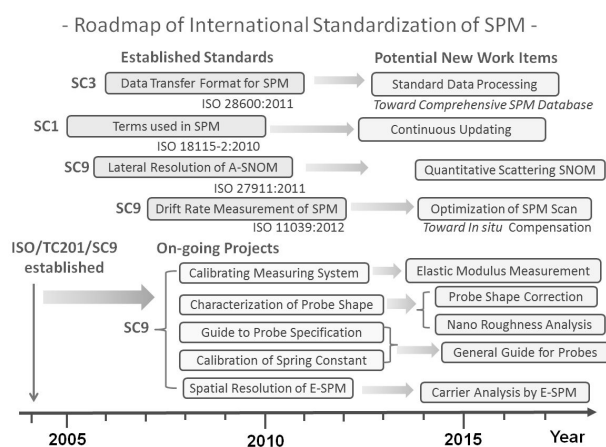 - Roadmap of International Standardization of SPM -
Established Standards
Potential New Work Items
SC3
Data Transfer Format for SPM
Standard Data Processing
ISO 28600:2011
Toward Comprehensive SPM Database
SC1
Terms used in SPM
Continuous Updating
ISO 18115-2:2010
SC9
Lateral Resolution of A-SNOM
Quantitative Scattering SNOM
ISO 27911:2011
SC9
Drift Rate Measurement of SPM
Optimization of SPM Scan
ISO 11039:2012
Toward In situ Compensation
ISO/TC201/SC9
established
On-going Projects
SC9
Calibrating Measuring System
Elastic Modulus Measurement
Characterization of Probe Shape
Probe Shape Correction
Nano Roughness Analysis
Guide to Probe Specification
Calibration of Spring Constant
General Guide for Probes
Spatial Resolution of E-SPM
Carrier Analysis by E-SPM
2005
2010
2015
Year